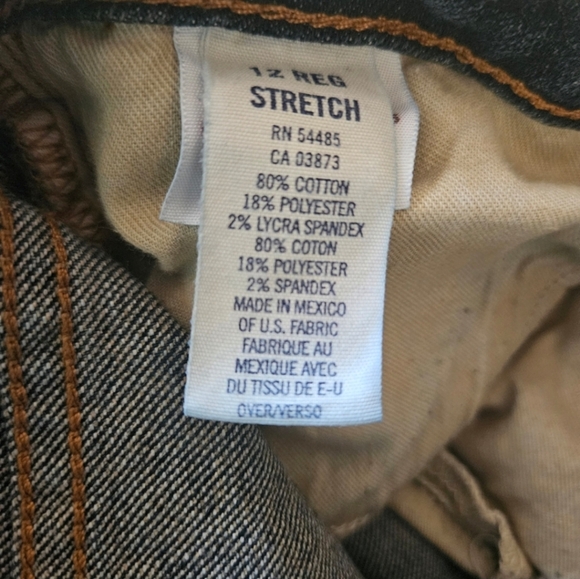 12 REG
STRETCH
RN 54485
CA 03873
80% COTTON
18% POLYESTER
2% LYCRA SPANDEX
80% COTON
18% POLYESTER
2% SPANDEX
MADE IN MEXICO
OF U.S. FABRIC
FABRIQUE AU
MEXIQUE AVEC
DU TISSU DE E-U
OVER/VERSO